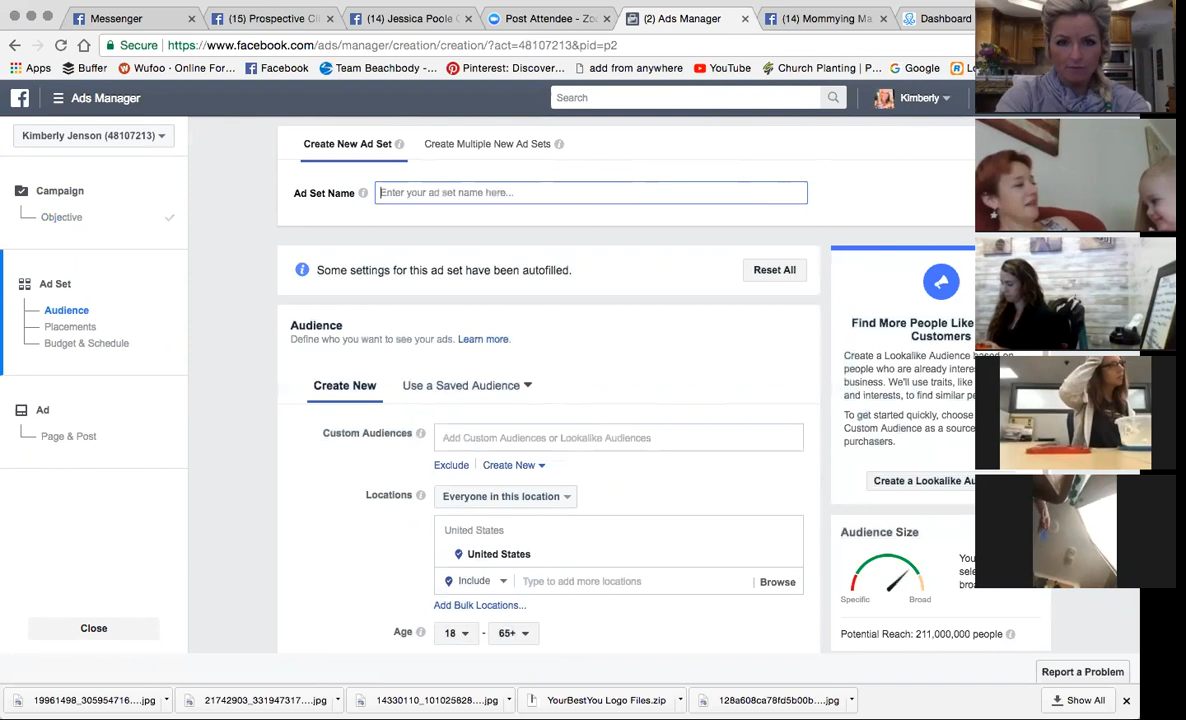 Messenger × (15) Prospective Cli × (14) Jessica Poole C × Post Attendee - Zoo × (2) Ads Manager × (14) Mommying Ma × Dashboard
Secure | https://www.facebook.com/ads/manager/creation/creation/?act=48107213&pid=p2
Apps Buffer Wufoo - Online For... Facebook Team Beachbody -... Pinterest: Discover... add from anywhere YouTube Church Planting | P... Google Lo
Ads Manager Search Kimberly
Kimberly Jenson (48107213)
Create New Ad Set Create Multiple New Ad Sets
Campaign
Objective
Ad Set Name Enter your ad set name here...
Ad Set
Audience
Placements
Budget & Schedule
Some settings for this ad set have been autofilled. Reset All
Audience
Define who you want to see your ads. Learn more.
Create New Use a Saved Audience
Custom Audiences Add Custom Audiences or Lookalike Audiences
Exclude | Create New
Locations Everyone in this location
United States
United States
Include Type to add more locations Browse
Add Bulk Locations...
Age 18 - 65+
Ad
Page & Post
Close
Find More People Like
Customers
Create a Lookalike Audience based on
people who are already interes
business. We'll use traits, like
and interests, to find similar pe
To get started quickly, choose
Custom Audience as a source
purchasers.
Create a Lookalike Au
Audience Size
You
sele
broa
Specific Broad
Potential Reach: 211,000,000 people
Report a Problem
19961498_305954716....jpg 21742903_331947317....jpg 14330110_101025828....jpg YourBestYou Logo Files.zip 128a608ca78fd5b00b....jpg Show All ×